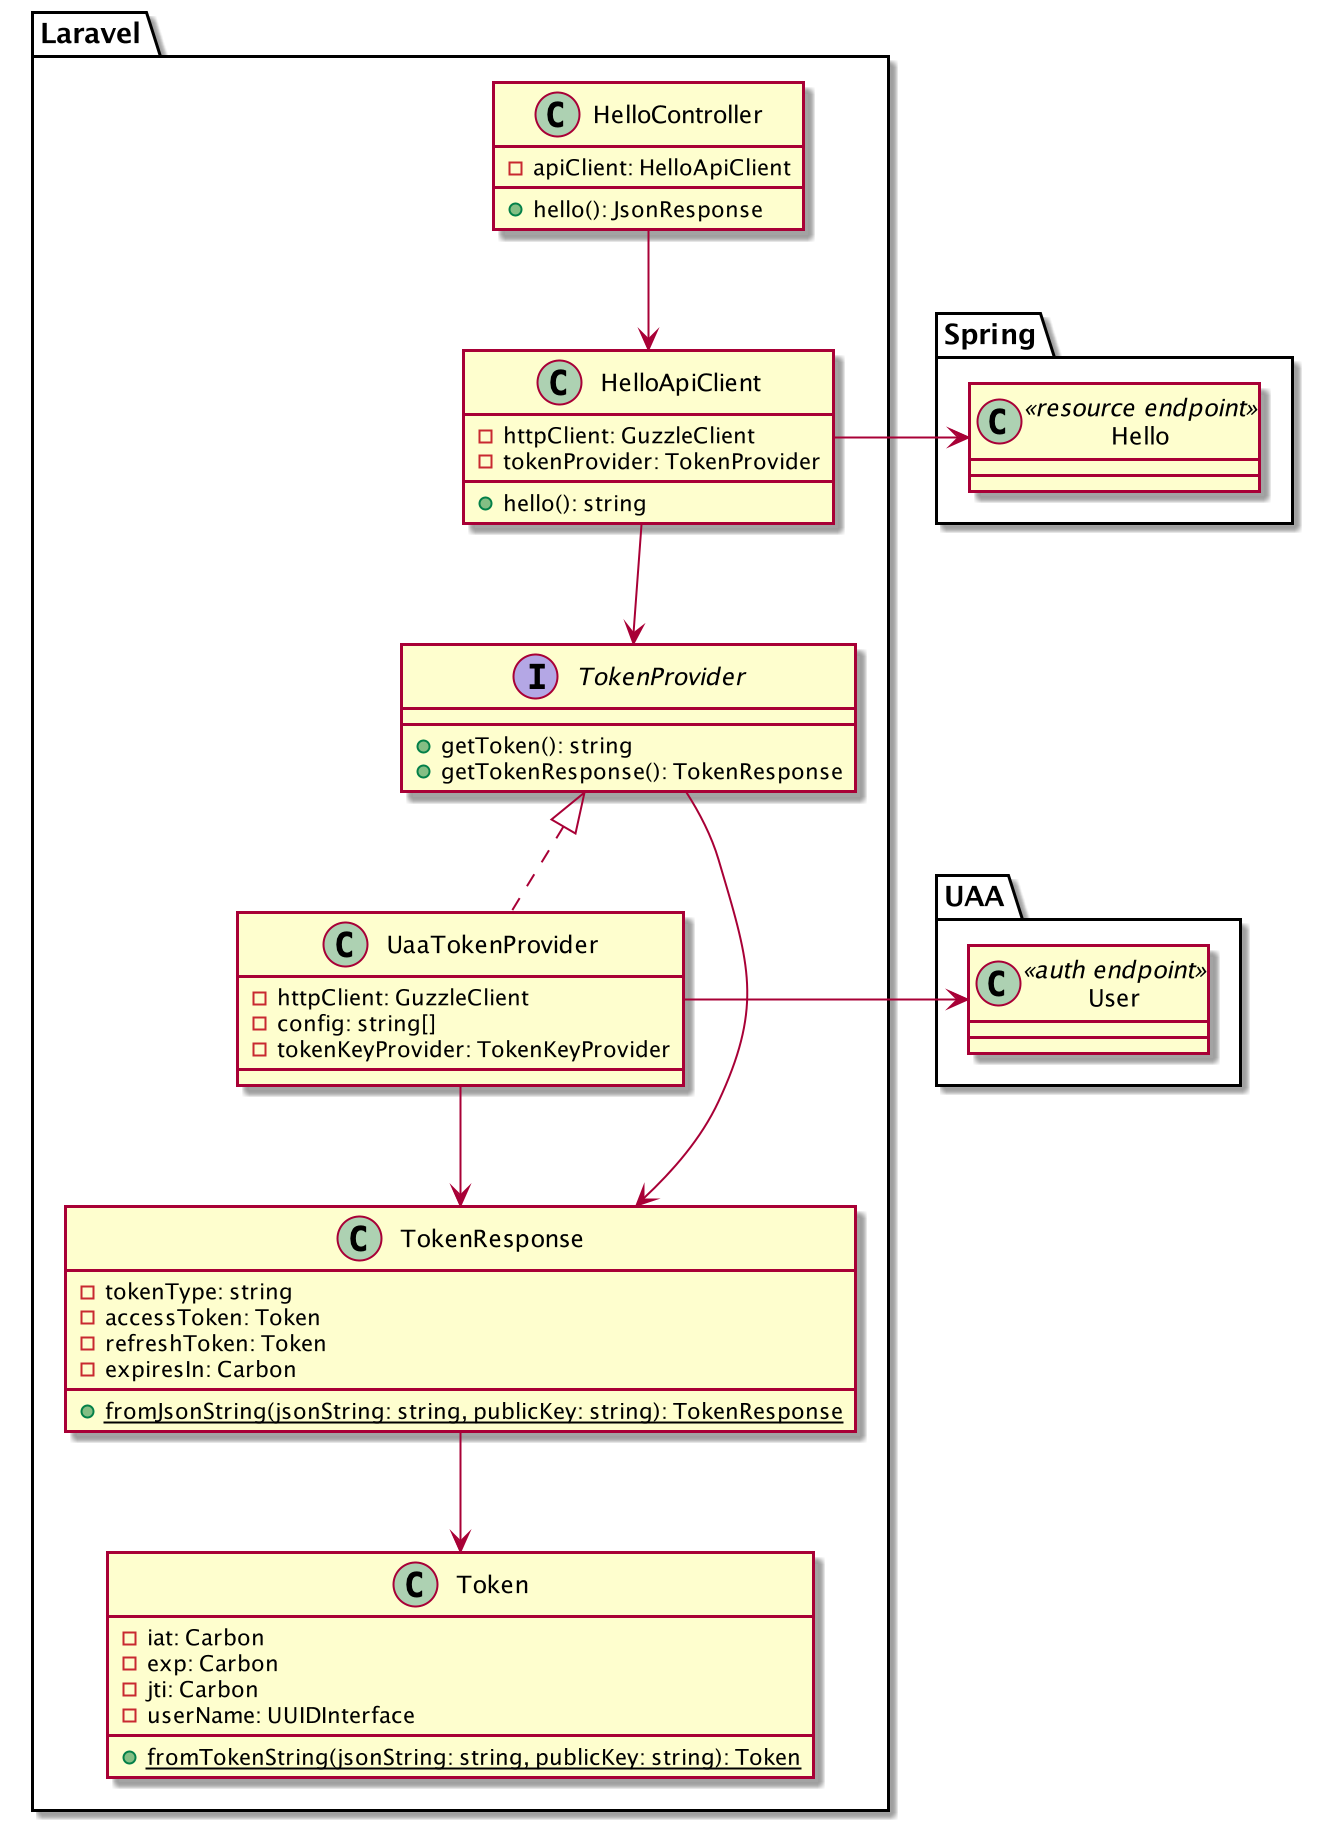 Laravel
C HelloController
apiClient: HelloApiClient
hello(): JsonResponse
C HelloApiClient
httpClient: GuzzleClient
tokenProvider: TokenProvider
hello(): string
Spring
C «resource endpoint»
Hello
I TokenProvider
getToken(): string
getTokenResponse(): TokenResponse
C UaaTokenProvider
httpClient: GuzzleClient
config: string[]
tokenKeyProvider: TokenKeyProvider
UAA
C «auth endpoint»
User
C TokenResponse
tokenType: string
accessToken: Token
refreshToken: Token
expiresIn: Carbon
fromJsonString(jsonString: string, publicKey: string): TokenResponse
C Token
iat: Carbon
exp: Carbon
jti: Carbon
userName: UUIDInterface
fromTokenString(jsonString: string, publicKey: string): Token